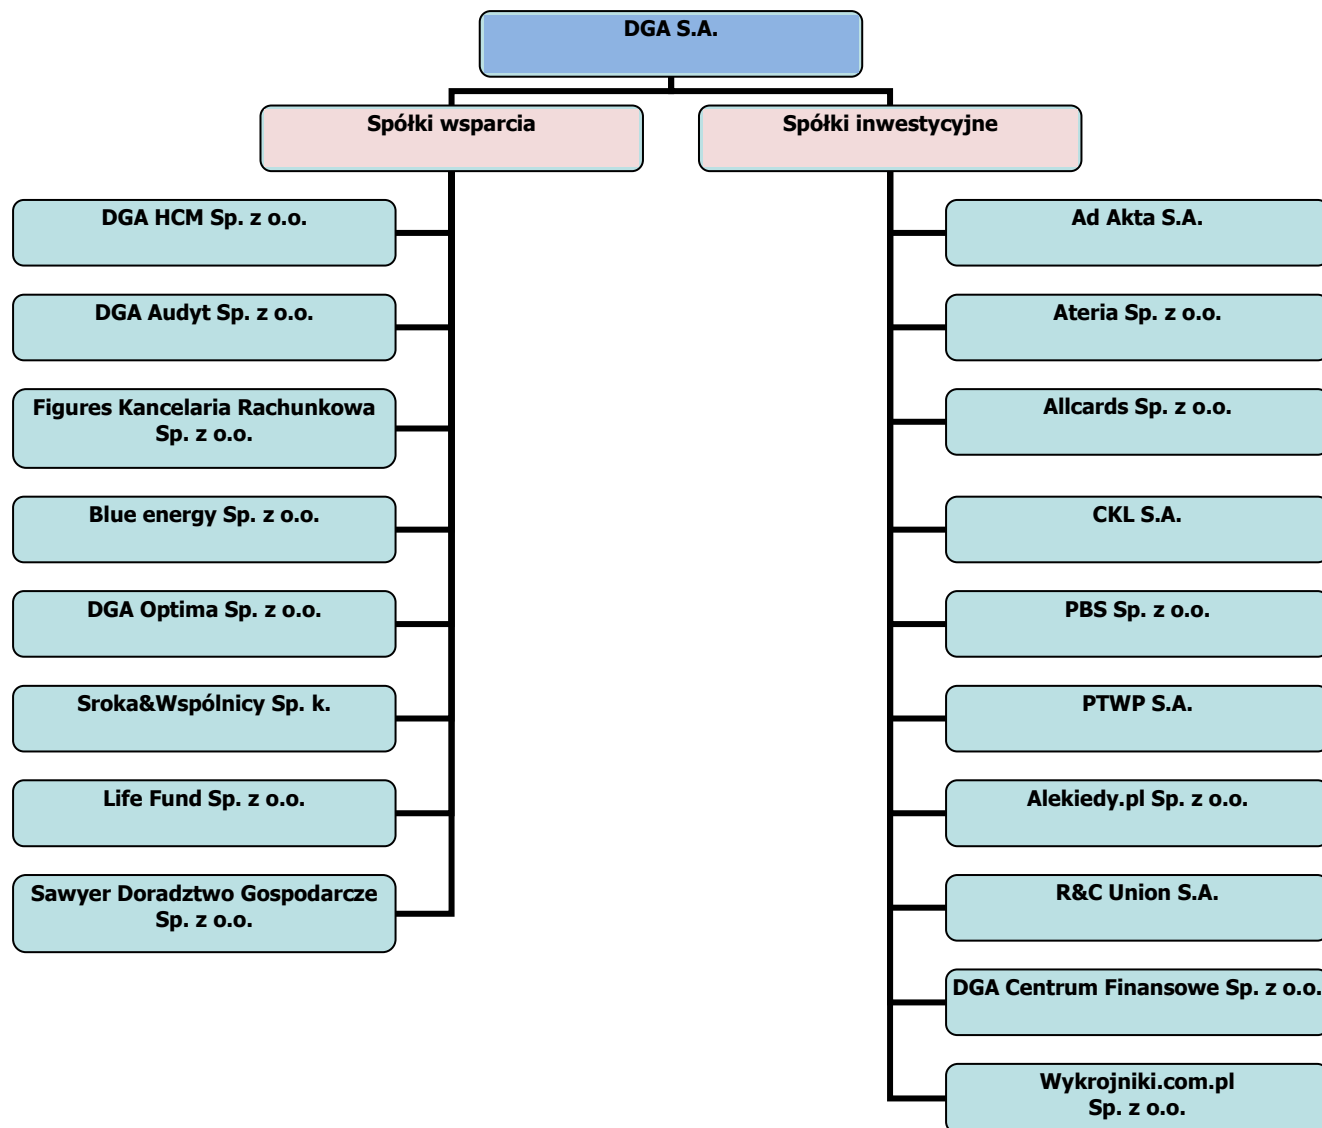 DGA S.A.
Spółki wsparcia
Spółki inwestycyjne
DGA HCM Sp. z o.o.
DGA Audyt Sp. z o.o.
Figures Kancelaria Rachunkowa
Sp. z o.o.
Blue energy Sp. z o.o.
DGA Optima Sp. z o.o.
Sroka&Wspólnicy Sp. k.
Life Fund Sp. z o.o.
Sawyer Doradztwo Gospodarcze
Sp. z o.o.
Ad Akta S.A.
Ateria Sp. z o.o.
Allcards Sp. z o.o.
CKL S.A.
PBS Sp. z o.o.
PTWP S.A.
Alekiedy.pl Sp. z o.o.
R&C Union S.A.
DGA Centrum Finansowe Sp. z o.o.
Wykrojniki.com.pl
Sp. z o.o.